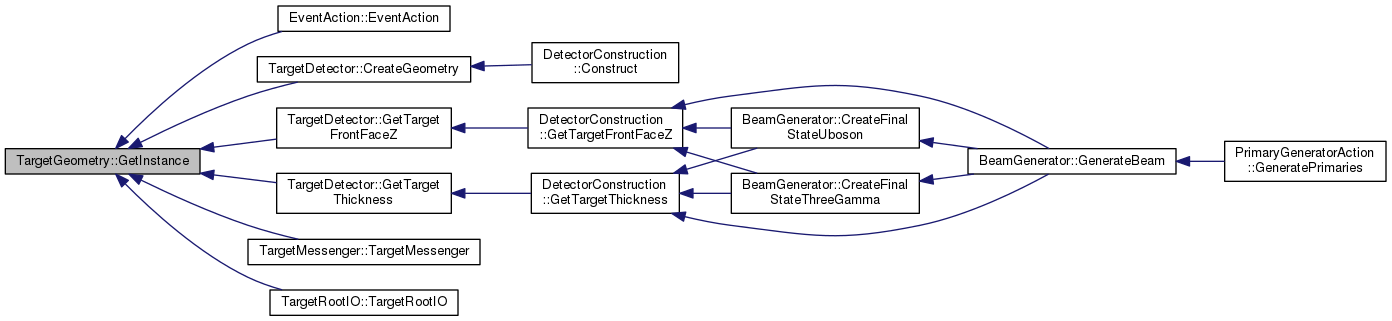 EventAction::EventAction
TargetDetector::CreateGeometry
DetectorConstruction
::Construct
TargetDetector::GetTarget
FrontFaceZ
DetectorConstruction
::GetTargetFrontFaceZ
BeamGenerator::CreateFinal
StateUboson
TargetGeometry::GetInstance
BeamGenerator::GenerateBeam
PrimaryGeneratorAction
::GeneratePrimaries
TargetDetector::GetTarget
Thickness
DetectorConstruction
::GetTargetThickness
BeamGenerator::CreateFinal
StateThreeGamma
TargetMessenger::TargetMessenger
TargetRootIO::TargetRootIO